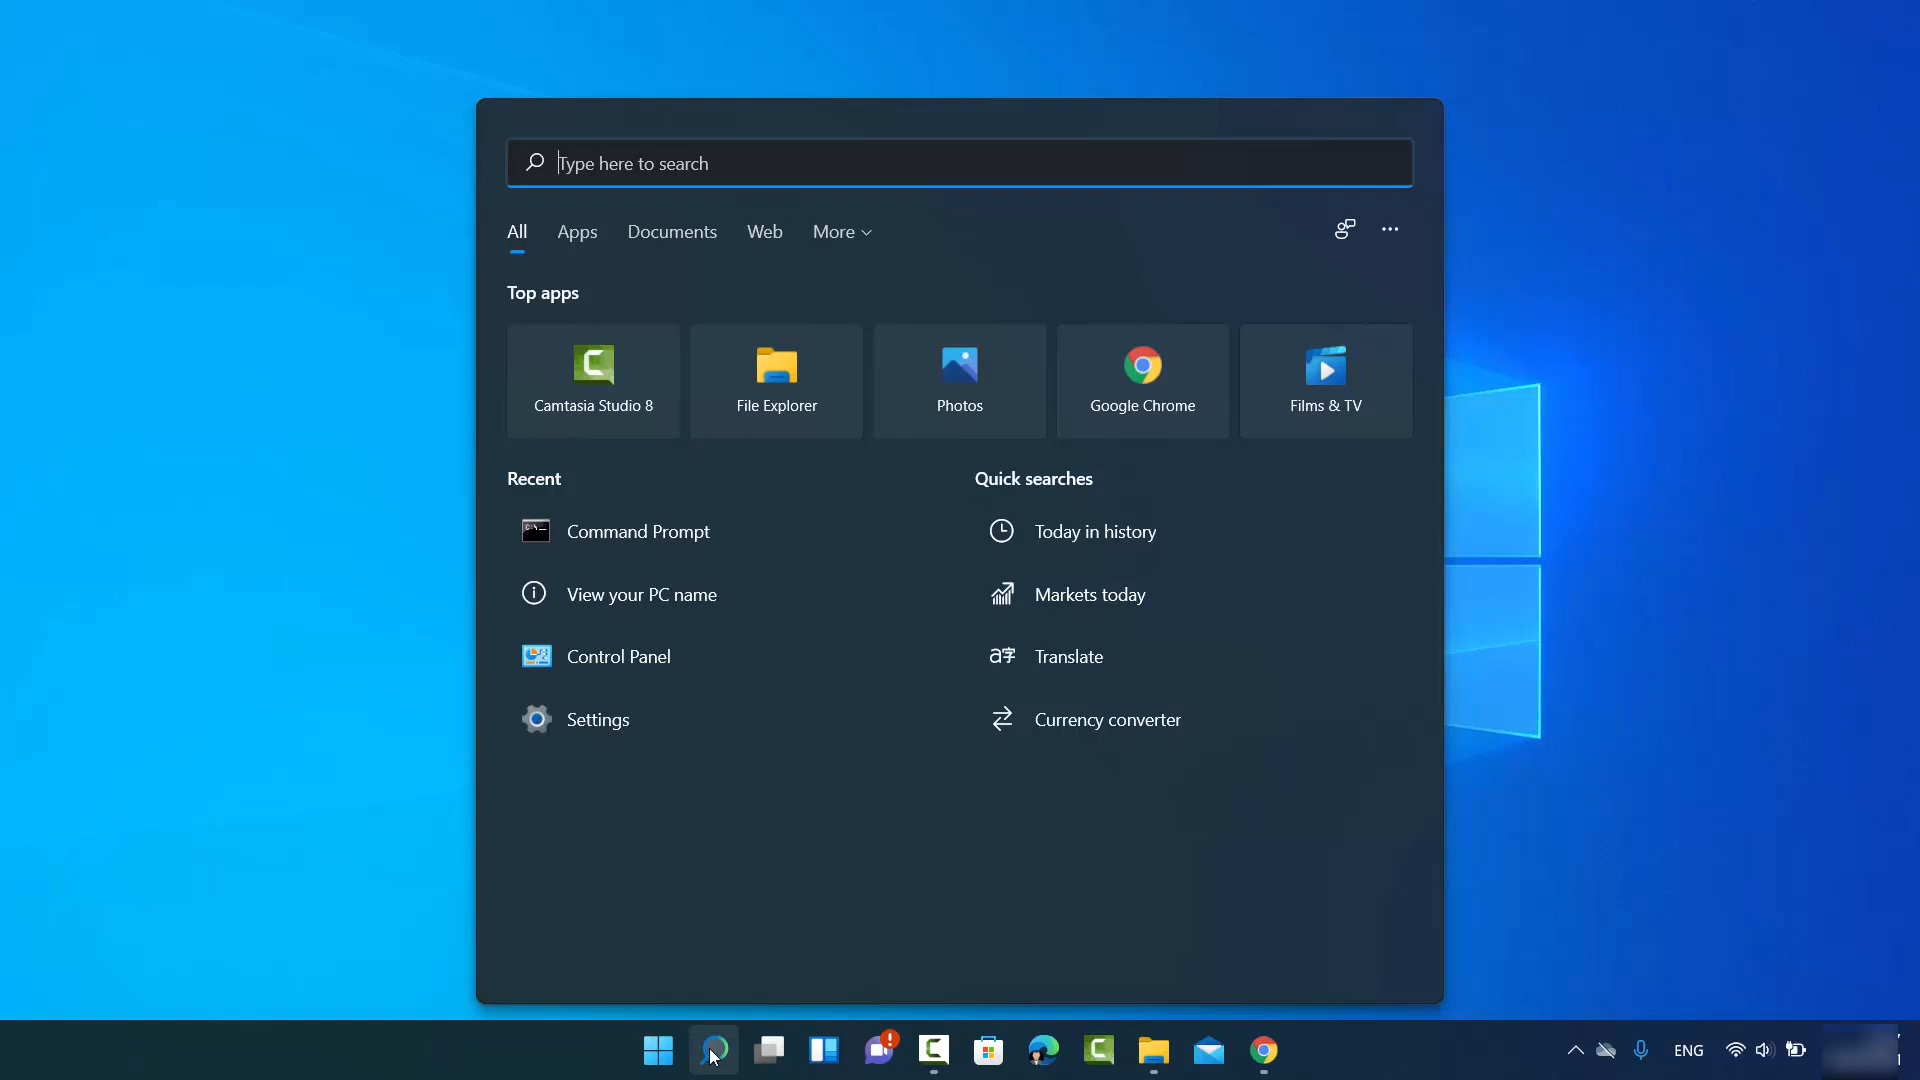 Type here to search
All Apps Documents Web More
Top apps
Camtasia Studio 8 File Explorer Photos Google Chrome Films & TV
Recent Quick searches
Command Prompt Today in history
View your PC name Markets today
Control Panel Translate
Settings Currency converter
ENG